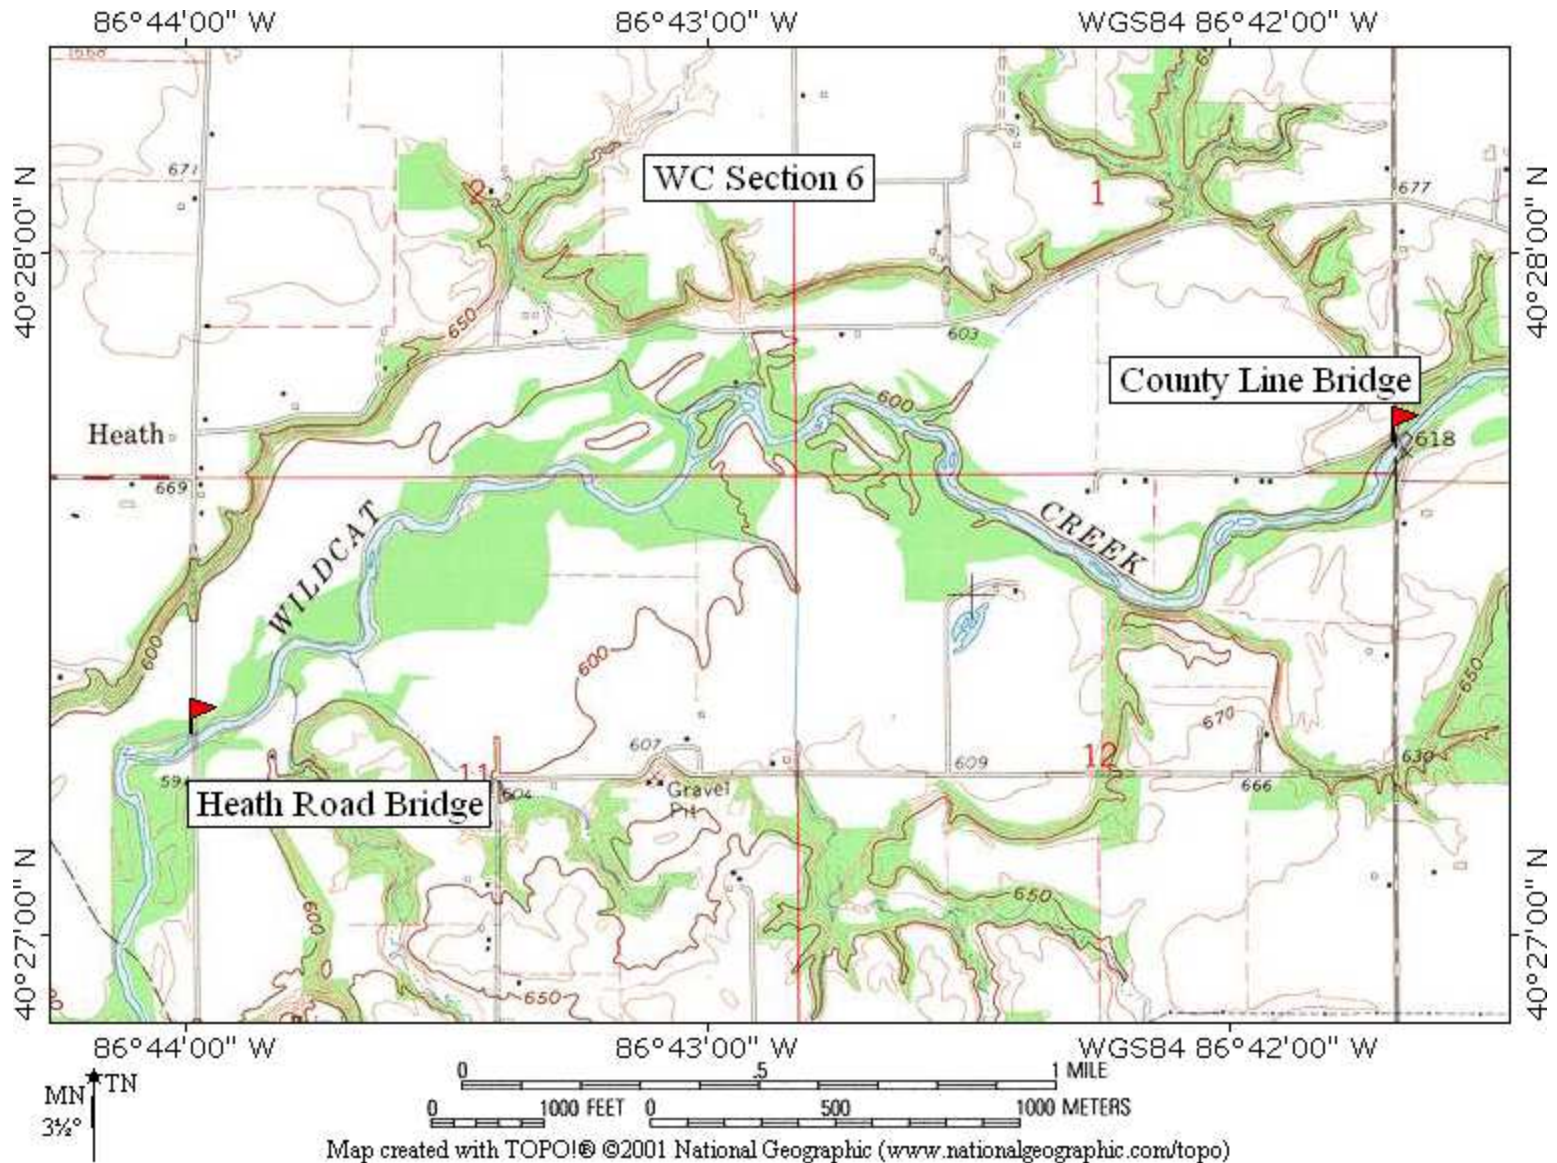 86°44'00" W 86°43'00" W WGS84 86°42'00" W
40°28'00" N
40°28'00" N
671
2
WC Section 6
1
677
650
603
County Line Bridge
600
Heath
618
669
WILDCAT
CREEK
600
600
650
670
607
609
12
630
11
666
604
Gravel
Pit
Heath Road Bridge
650
600
650
40°27'00" N
40°27'00" N
86°44'00" W 86°43'00" W WGS84 86°42'00" W
TN
MN
3½°
0 .5 1 MILE
0 1000 FEET 0 500 1000 METERS
Map created with TOPO!® ©2001 National Geographic (www.nationalgeographic.com/topo)